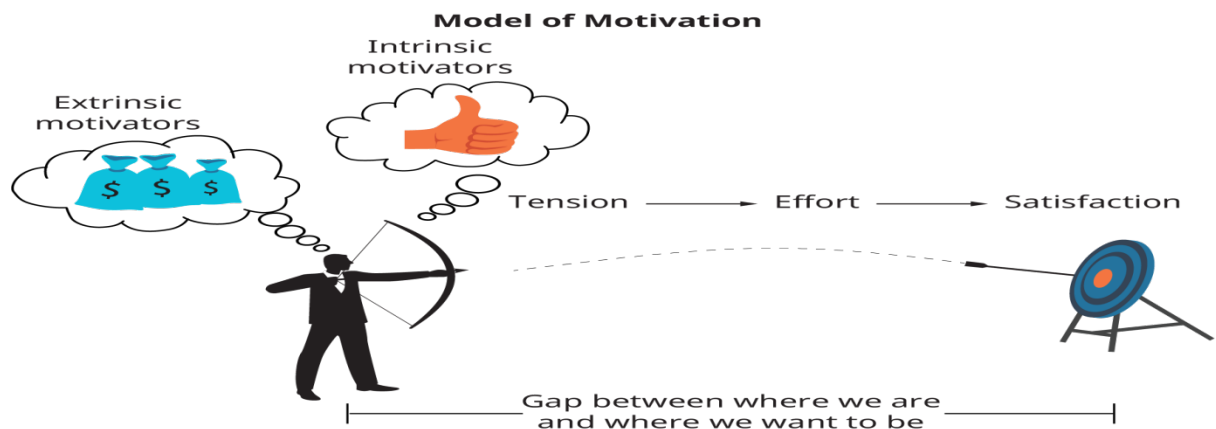 Model of Motivation
Intrinsic
motivators
Extrinsic
motivators
$ $ $
Tension Effort Satisfaction
Gap between where we are
and where we want to be